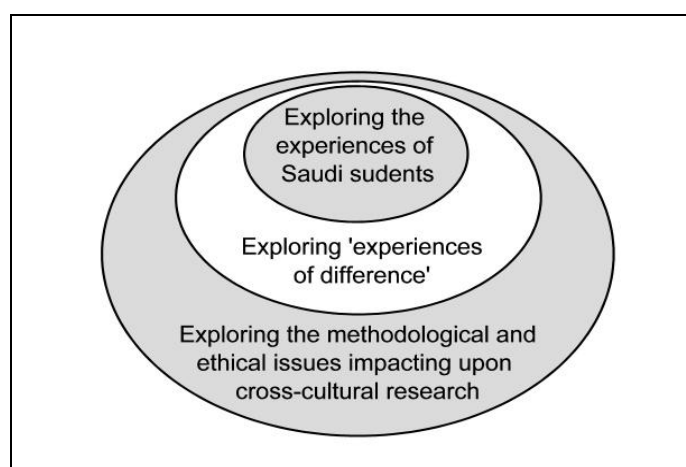 Exploring the
experiences of
Saudi sudents
Exploring 'experiences
of difference'
Exploring the methodological and
ethical issues impacting upon
cross-cultural research